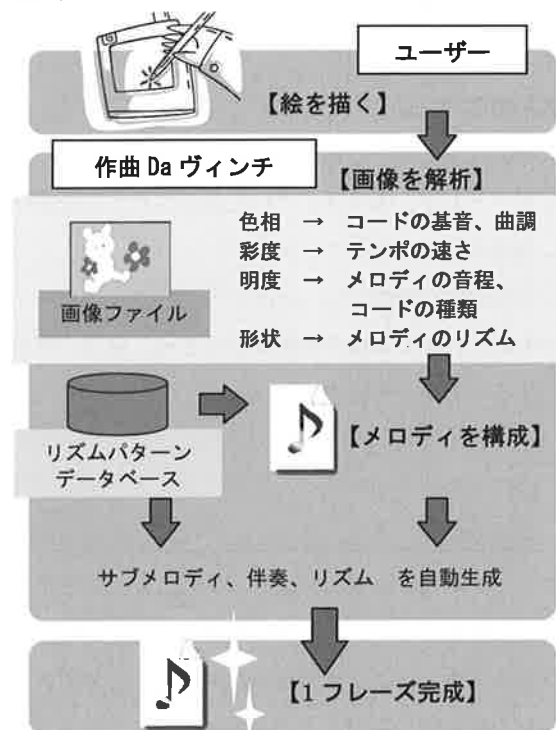 ユーザー
【絵を描く】
作曲 Da ヴィンチ
【画像を解析】
色相 → コードの基音、曲調
彩度 → テンポの速さ
明度 → メロディの音程、
コードの種類
形状 → メロディのリズム
画像ファイル
リズムパターン
データベース
【メロディを構成】
サブメロディ、伴奏、リズム を自動生成
【1 フレーズ完成】